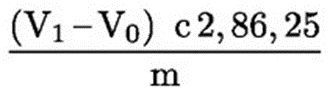 (V₁ – V₀) c 2, 86, 25
m